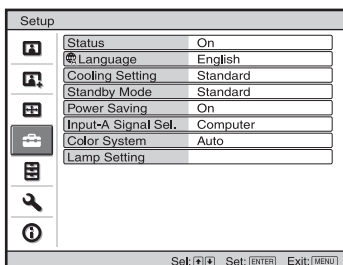 Setup
Status On
Language English
Cooling Setting Standard
Standby Mode Standard
Power Saving On
Input-A Signal Sel. Computer
Color System Auto
Lamp Setting
Sel: Set: ENTER Exit: MENU